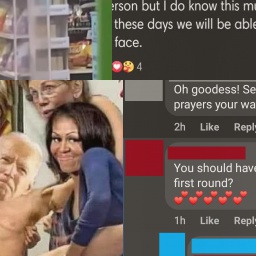 erson but I do know this mu
these days we will be able
face.
4
Oh goodess! Se
prayers your wa
2h Like Reply
You should have
first round?
1h Like Reply